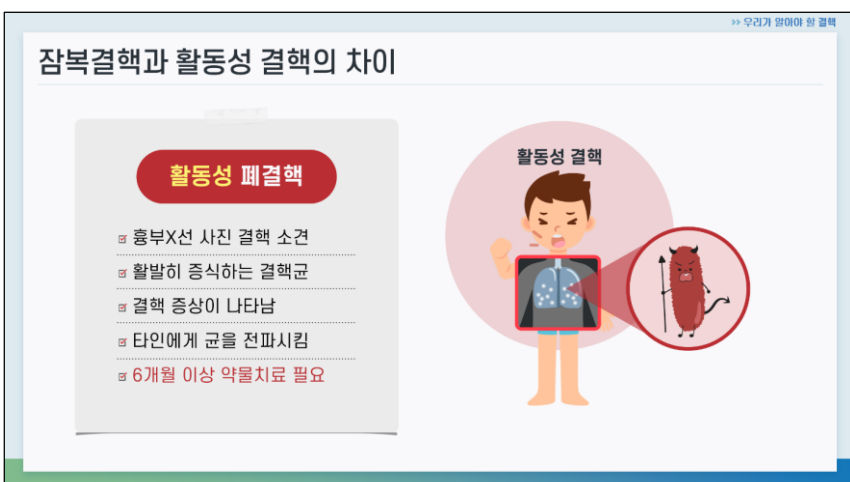 >> 우리가 알아야 할 결핵
잠복결핵과 활동성 결핵의 차이
활동성 폐결핵
흉부X선 사진 결핵 소견
활발히 증식하는 결핵균
결핵 증상이 나타남
타인에게 균을 전파시킴
6개월 이상 약물치료 필요
활동성 결핵